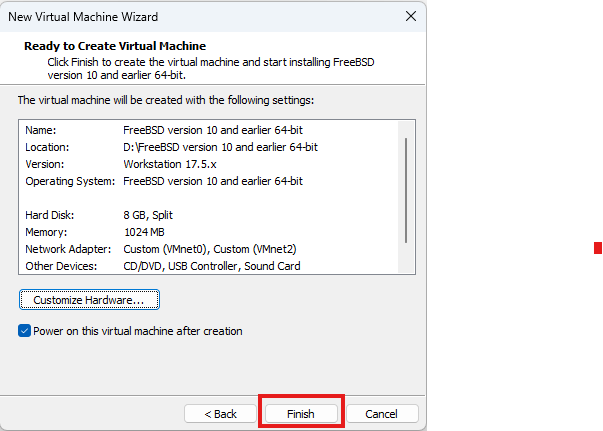 New Virtual Machine Wizard
Ready to Create Virtual Machine
Click Finish to create the virtual machine and start installing FreeBSD
version 10 and earlier 64-bit.
The virtual machine will be created with the following settings:
Name: FreeBSD version 10 and earlier 64-bit
Location: D:\FreeBSD version 10 and earlier 64-bit
Version: Workstation 17.5.x
Operating System: FreeBSD version 10 and earlier 64-bit
Hard Disk: 8 GB, Split
Memory: 1024 MB
Network Adapter: Custom (VMnet0), Custom (VMnet2)
Other Devices: CD/DVD, USB Controller, Sound Card
Customize Hardware...
Power on this virtual machine after creation
< Back Finish Cancel